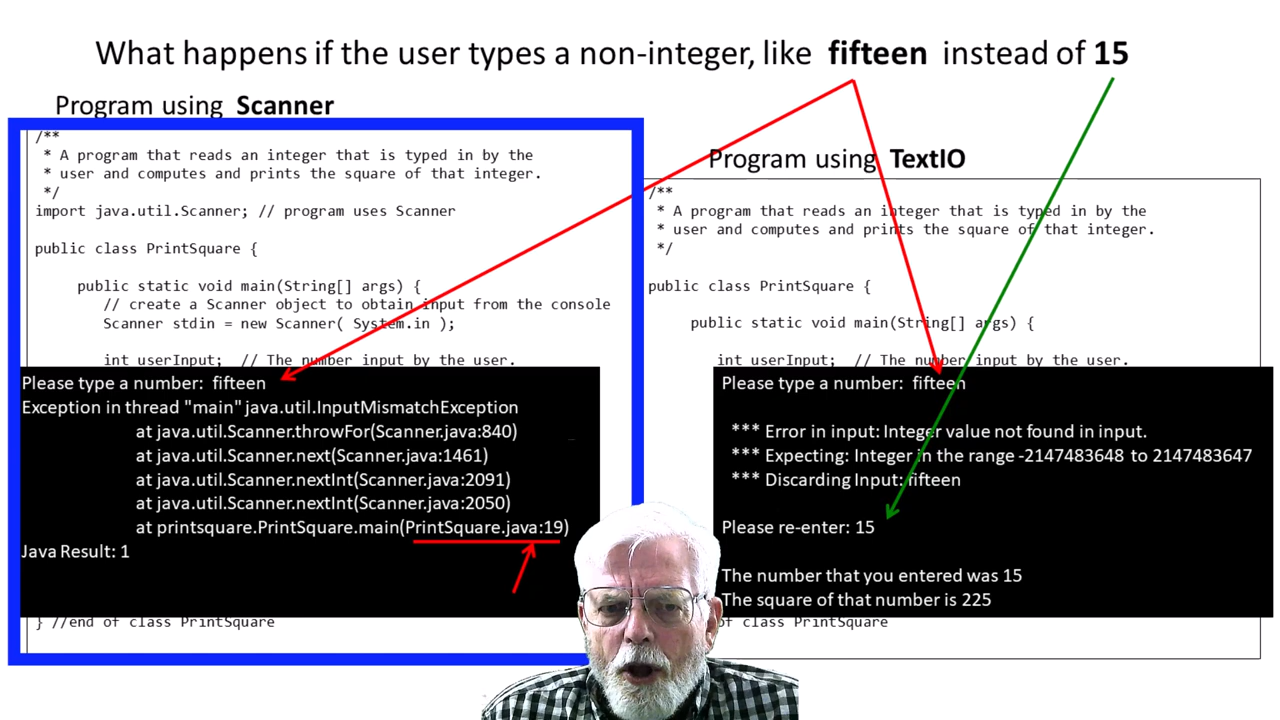 What happens if the user types a non-integer, like fifteen instead of 15
Program using Scanner
/**
* A program that reads an integer that is typed in by the
* user and computes and prints the square of that integer.
*/
import java.util.Scanner; // program uses Scanner
public class PrintSquare {
public static void main(String[] args) {
// create a Scanner object to obtain input from the console
Scanner stdin = new Scanner( System.in );
int userInput; // The number input by the user.
Please type a number: fifteen
Exception in thread "main" java.util.InputMismatchException
at java.util.Scanner.throwFor(Scanner.java:840)
at java.util.Scanner.next(Scanner.java:1461)
at java.util.Scanner.nextInt(Scanner.java:2091)
at java.util.Scanner.nextInt(Scanner.java:2050)
at printsquare.PrintSquare.main(PrintSquare.java:19)
Java Result: 1
} //end of class PrintSquare
Program using TextIO
/**
* A program that reads an integer that is typed in by the
* user and computes and prints the square of that integer.
*/
public class PrintSquare {
public static void main(String[] args) {
int userInput; // The number input by the user.
Please type a number: fifteen
*** Error in input: Integer value not found in input.
*** Expecting: Integer in the range -2147483648 to 2147483647
*** Discarding Input: fifteen
Please re-enter: 15
The number that you entered was 15
The square of that number is 225
of class PrintSquare